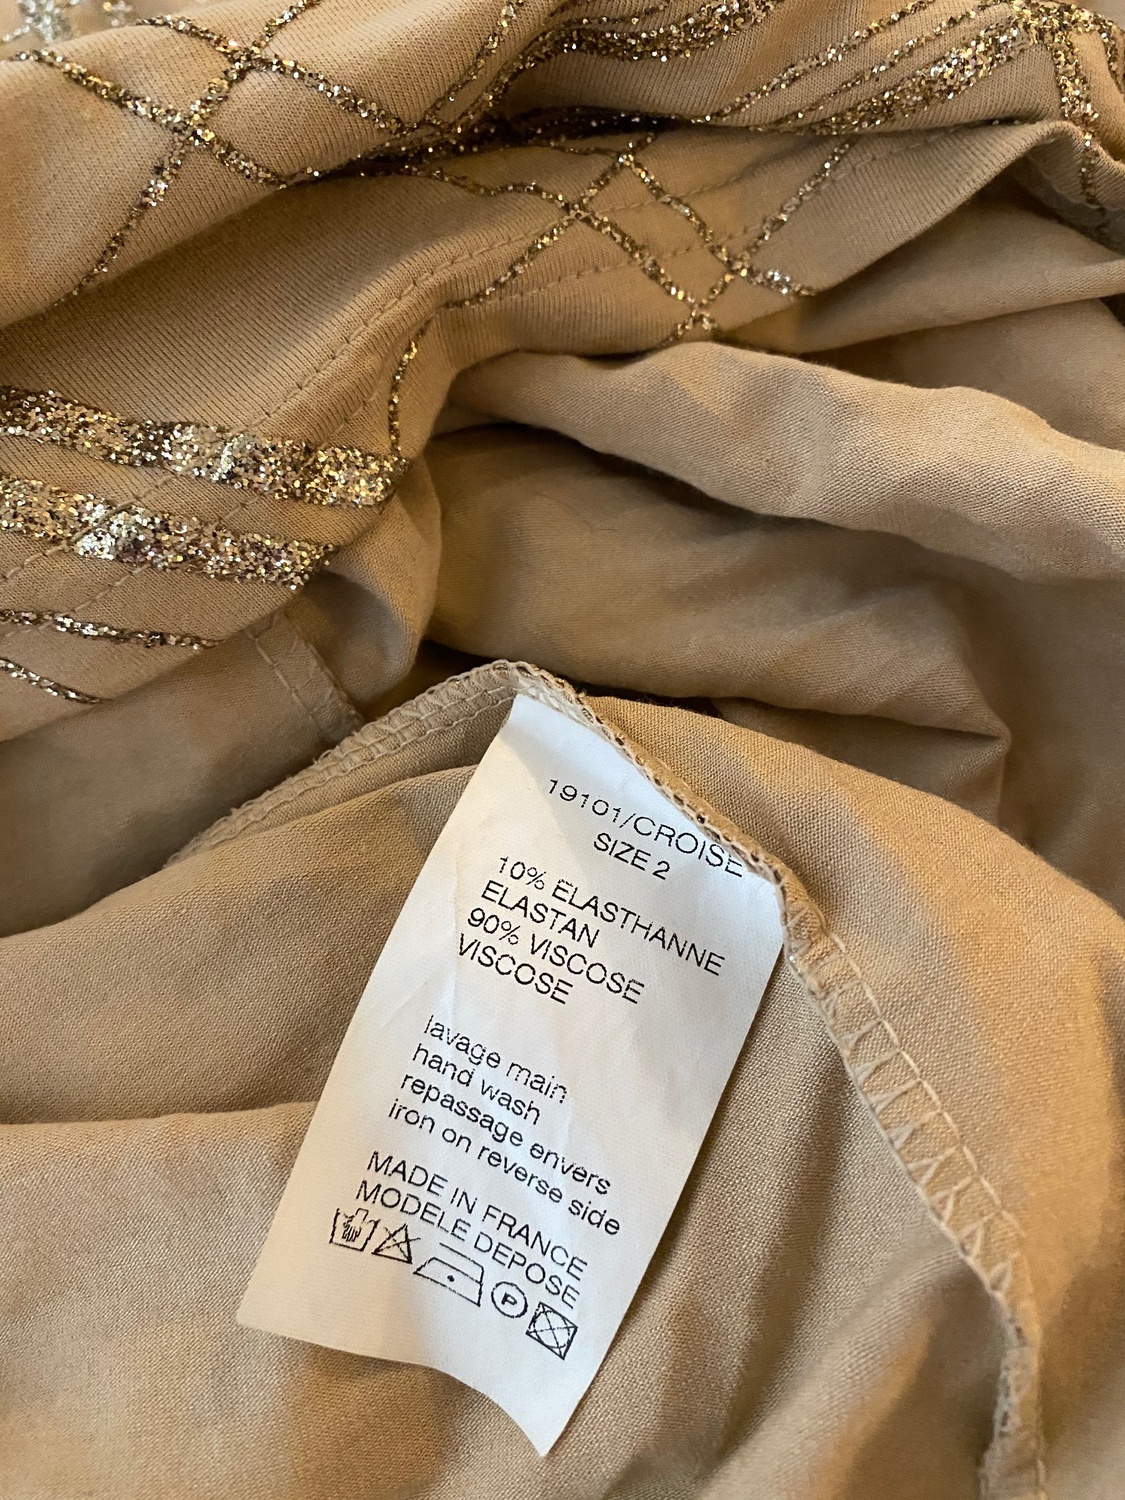 19101/CROISE
SIZE 2
10% ELASTHANNE
ELASTAN
90% VISCOSE
VISCOSE
lavage main
hand wash
repassage envers
iron on reverse side
MADE IN FRANCE
MODELE DEPOSE
P